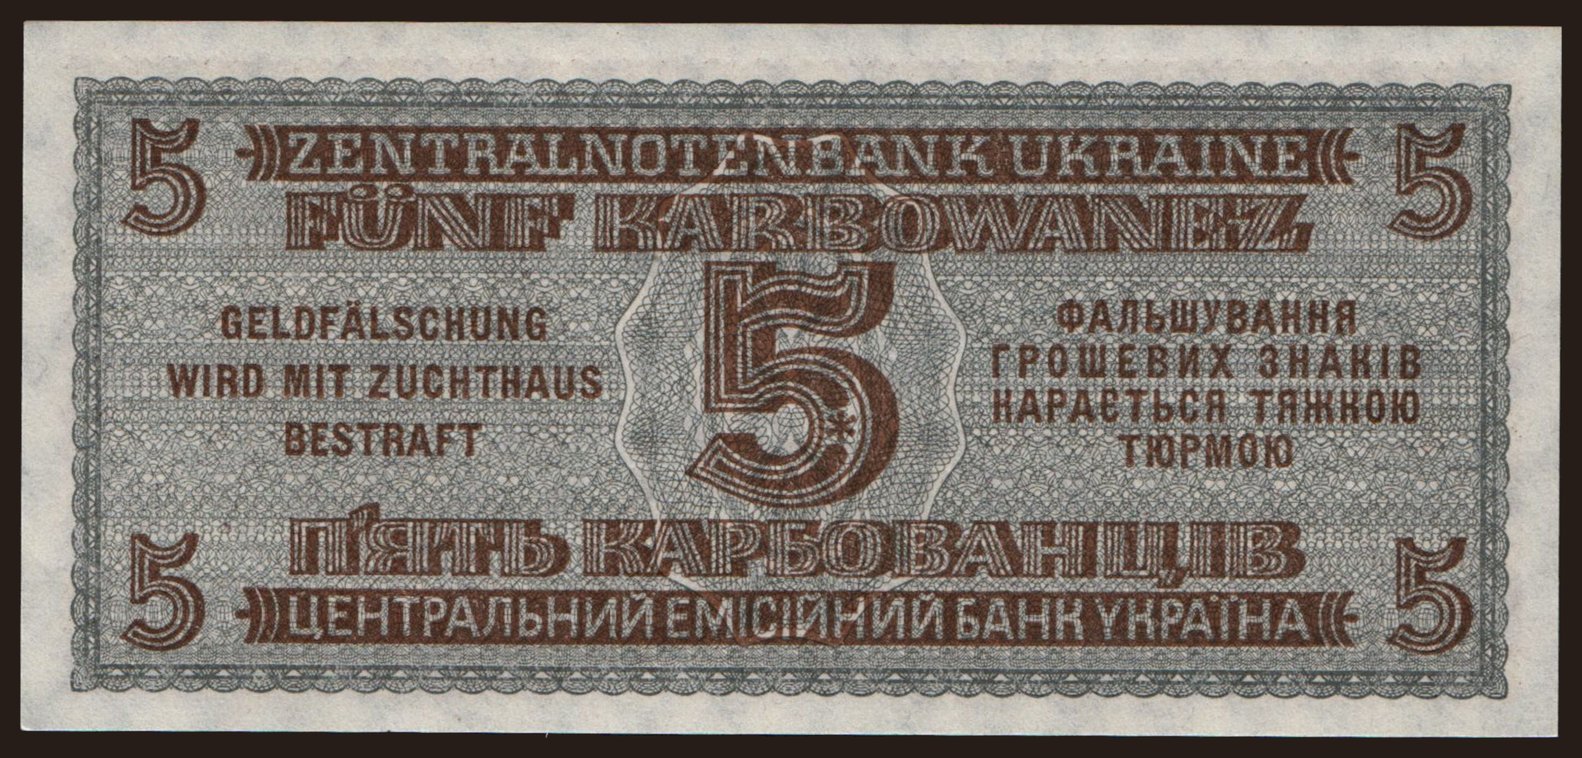 5 ZENTRALNOTENBANK UKRAINE 5
FÜNF KARBOWANEZ
5
GELDFÄLSCHUNG
WIRD MIT ZUCHTHAUS
BESTRAFT
ФАЛЬШУВАННЯ
ГРОШЕВИХ ЗНАКІВ
КАРАЄТЬСЯ ТЯЖКОЮ
ТЮРМОЮ
П'ЯТЬ КАРБОВАНЦІВ
5 ЦЕНТРАЛЬНИЙ ЕМІСІЙНИЙ БАНК УКРАЇНА 5